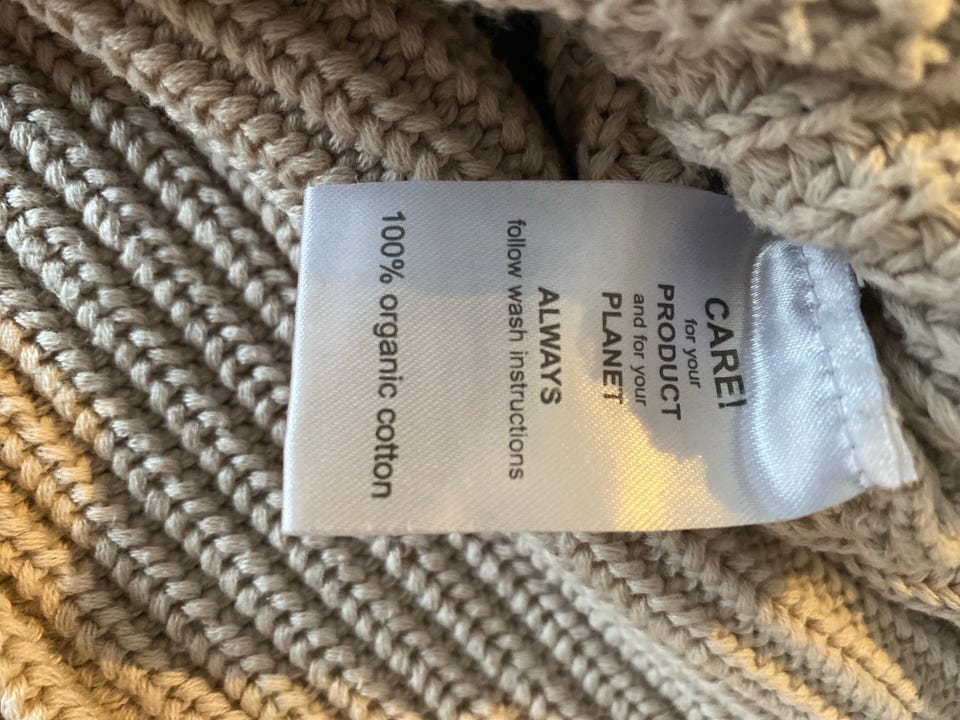 CARE!
for your
PRODUCT
and for your
PLANET
ALWAYS
follow wash instructions
100% organic cotton